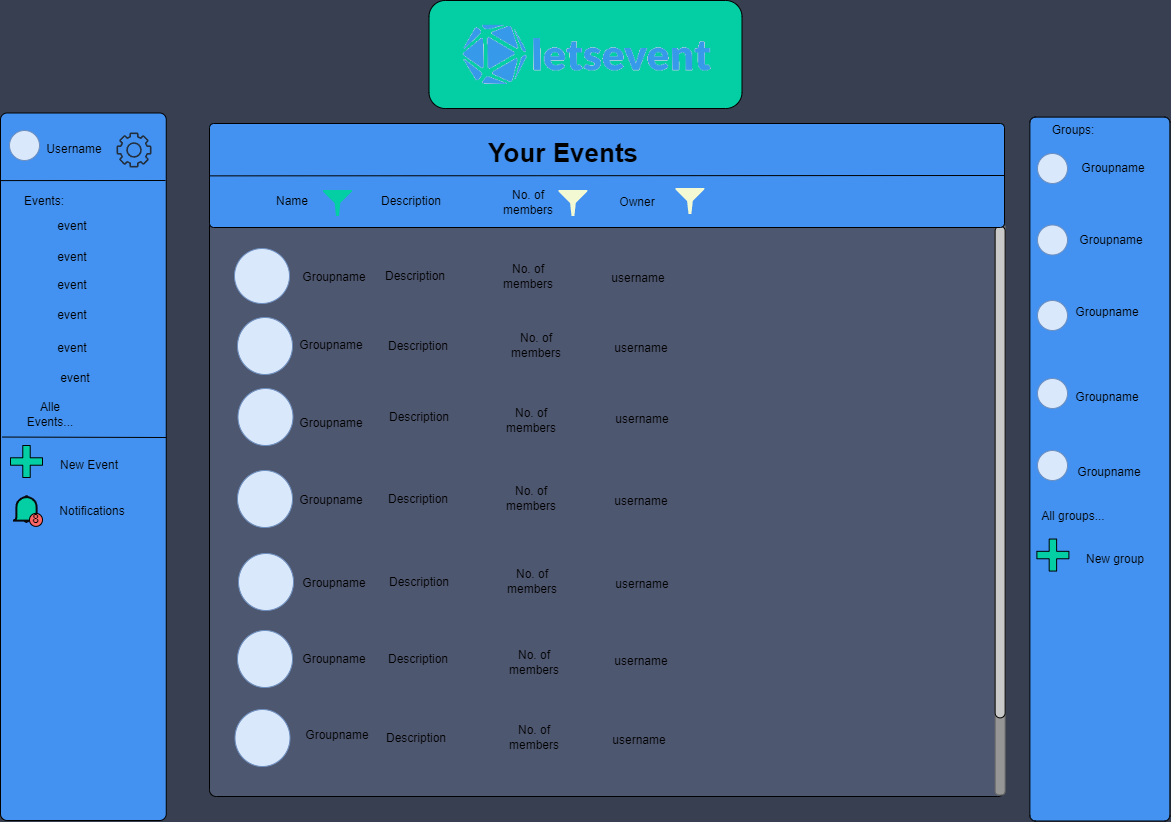 letsevent
Username
Events:
event
event
event
event
event
event
Alle
Events...
New Event
Notifications
8
Your Events
Name
Description
No. of
members
Owner
Groupname
Description
No. of
members
username
Groupname
Description
No. of
members
username
Groupname
Description
No. of
members
username
Groupname
Description
No. of
members
username
Groupname
Description
No. of
members
username
Groupname
Description
No. of
members
username
Groupname
Description
No. of
members
username
Groups:
Groupname
Groupname
Groupname
Groupname
Groupname
All groups...
New group